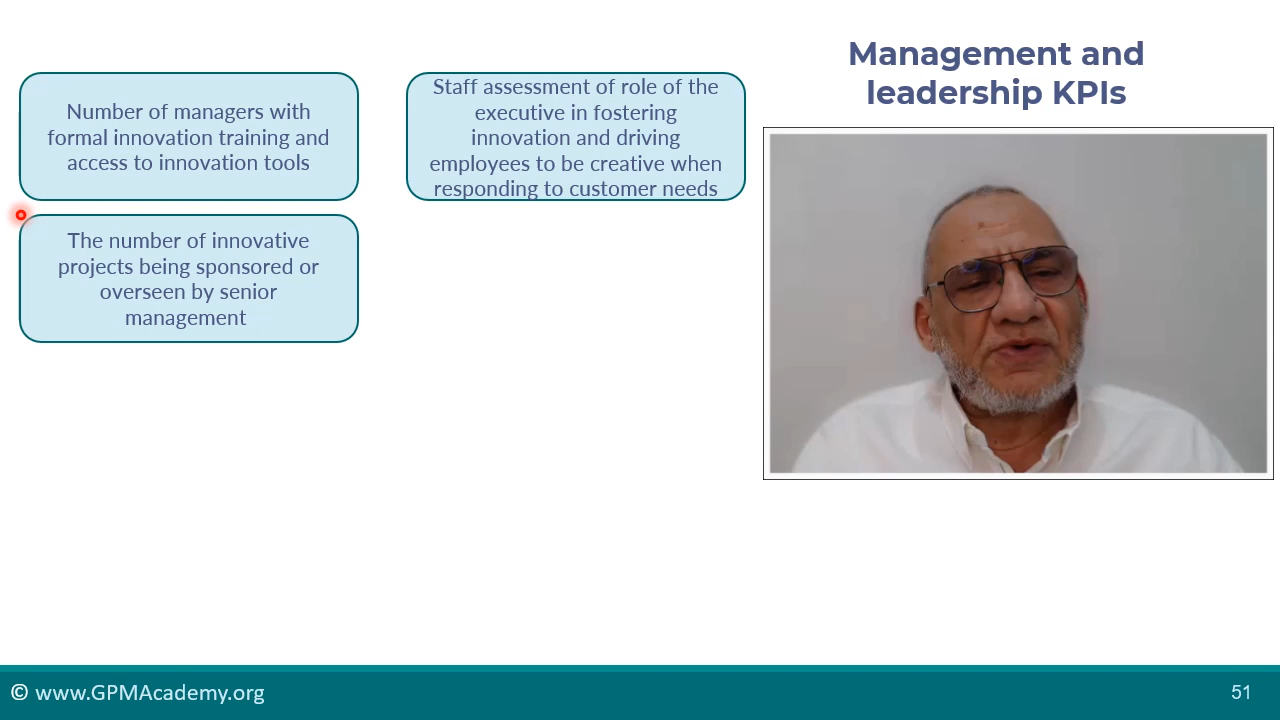 Management and
leadership KPIs
Number of managers with
formal innovation training and
access to innovation tools
Staff assessment of role of the
executive in fostering
innovation and driving
employees to be creative when
responding to customer needs
The number of innovative
projects being sponsored or
overseen by senior
management
© www.GPMAcademy.org
51